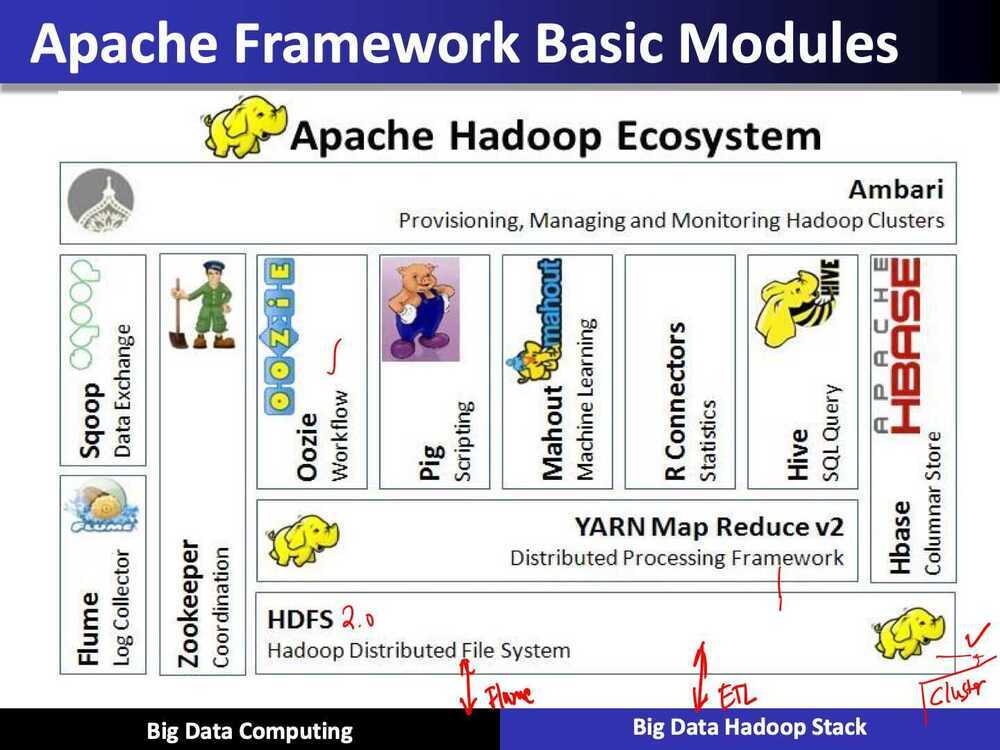 Apache Framework Basic Modules
Apache Hadoop Ecosystem
Ambari
Provisioning, Managing and Monitoring Hadoop Clusters
sqoop
Sqoop
Data Exchange
FLUME
Flume
Log Collector
Zookeeper
Coordination
OOZIE
Oozie
Workflow
Pig
Scripting
mahout
Mahout
Machine Learning
R Connectors
Statistics
HIVE
Hive
SQL Query
APACHE
HBASE
Hbase
Columnar Store
YARN Map Reduce v2
Distributed Processing Framework
HDFS 2.0
Hadoop Distributed File System
Flume
ETL
Cluster
Big Data Computing
Big Data Hadoop Stack